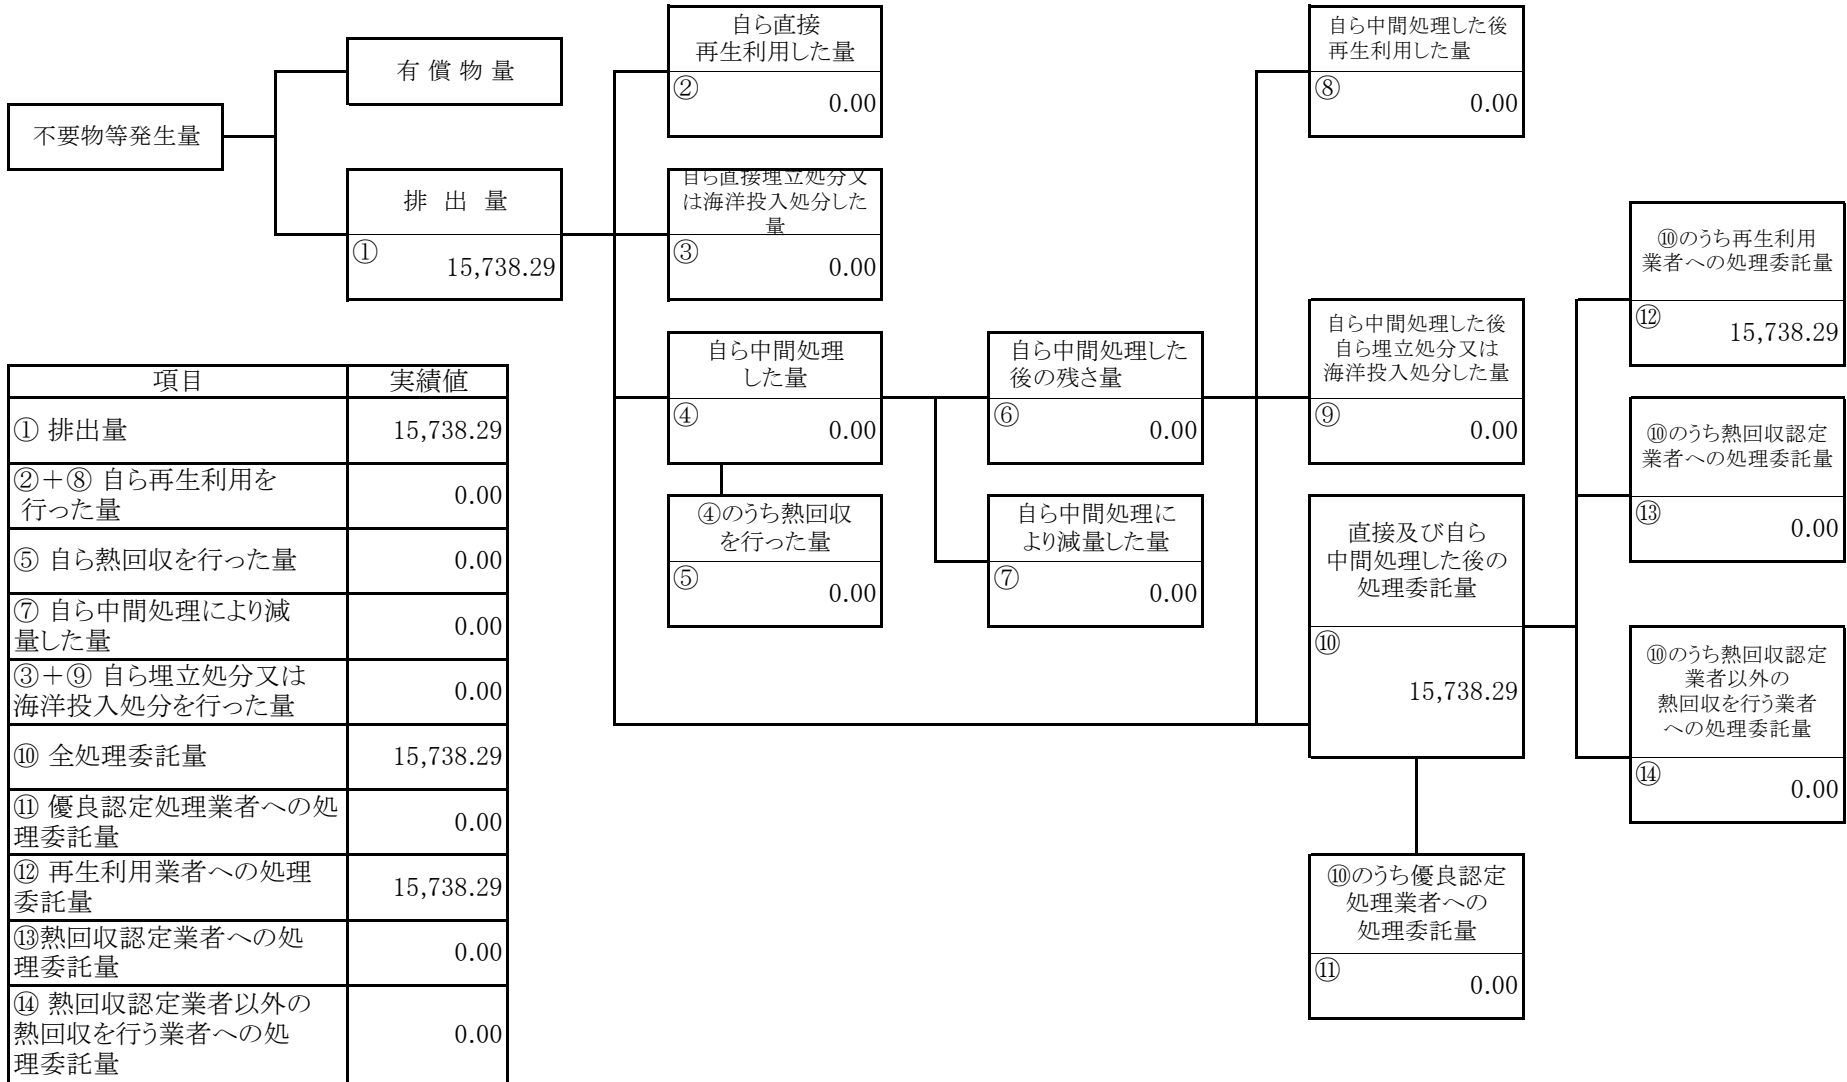 不要物等発生量
有 償 物 量
排 出 量
①
15,738.29
自ら直接
再生利用した量
②
0.00
自ら直接埋立処分又
は海洋投入処分した
量
③
0.00
自ら中間処理
した量
④
0.00
④のうち熱回収
を行った量
⑤
0.00
自ら中間処理した
後の残さ量
⑥
0.00
自ら中間処理に
より減量した量
⑦
0.00
自ら中間処理した後
再生利用した量
⑧
0.00
自ら中間処理した後
自ら埋立処分又は
海洋投入処分した量
⑨
0.00
直接及び自ら
中間処理した後の
処理委託量
⑩
15,738.29
⑩のうち優良認定
処理業者への
処理委託量
⑪
0.00
⑩のうち再生利用
業者への処理委託量
⑫
15,738.29
⑩のうち熱回収認定
業者への処理委託量
⑬
0.00
⑩のうち熱回収認定
業者以外の
熱回収を行う業者
への処理委託量
⑭
0.00
項目 実績値
① 排出量 15,738.29
②＋⑧ 自ら再生利用を
行った量 0.00
⑤ 自ら熱回収を行った量 0.00
⑦ 自ら中間処理により減
量した量 0.00
③＋⑨ 自ら埋立処分又は
海洋投入処分を行った量 0.00
⑩ 全処理委託量 15,738.29
⑪ 優良認定処理業者への処
理委託量 0.00
⑫ 再生利用業者への処理
委託量 15,738.29
⑬熱回収認定業者への処
理委託量 0.00
⑭ 熱回収認定業者以外の
熱回収を行う業者への処
理委託量 0.00